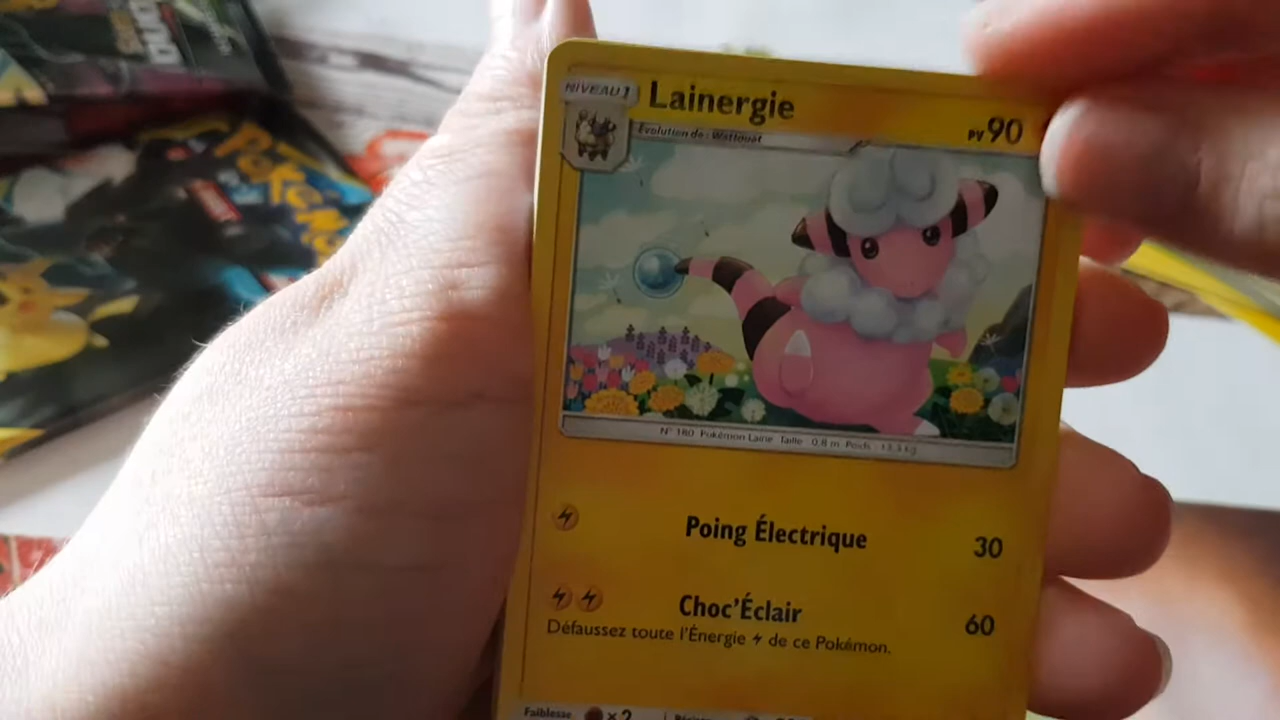 Pokémon
NIVEAU 1
Lainergie
PV 90
Évolution de : Wattouat
N° 180 Pokémon Laine Taille : 0,8 m Poids : 13,3 kg
Poing Électrique 30
Choc'Éclair 60
Défaussez toute l'Énergie de ce Pokémon.
Faiblesse ×2